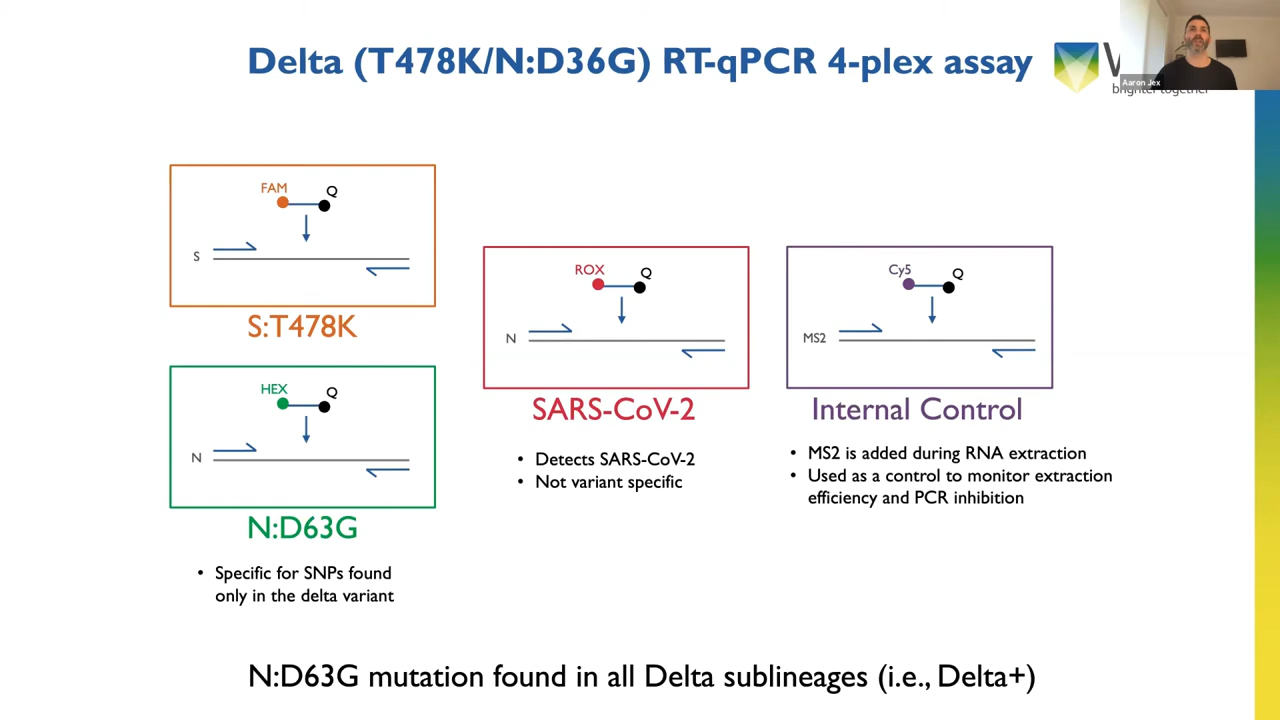 Delta (T478K/N:D36G) RT-qPCR 4-plex assay
Aaron Jex
FAM
Q
S
S:T478K
HEX
Q
N
N:D63G
• Specific for SNPs found
only in the delta variant
ROX
Q
N
SARS-CoV-2
• Detects SARS-CoV-2
• Not variant specific
Cy5
Q
MS2
Internal Control
• MS2 is added during RNA extraction
• Used as a control to monitor extraction
efficiency and PCR inhibition
N:D63G mutation found in all Delta sublineages (i.e., Delta+)